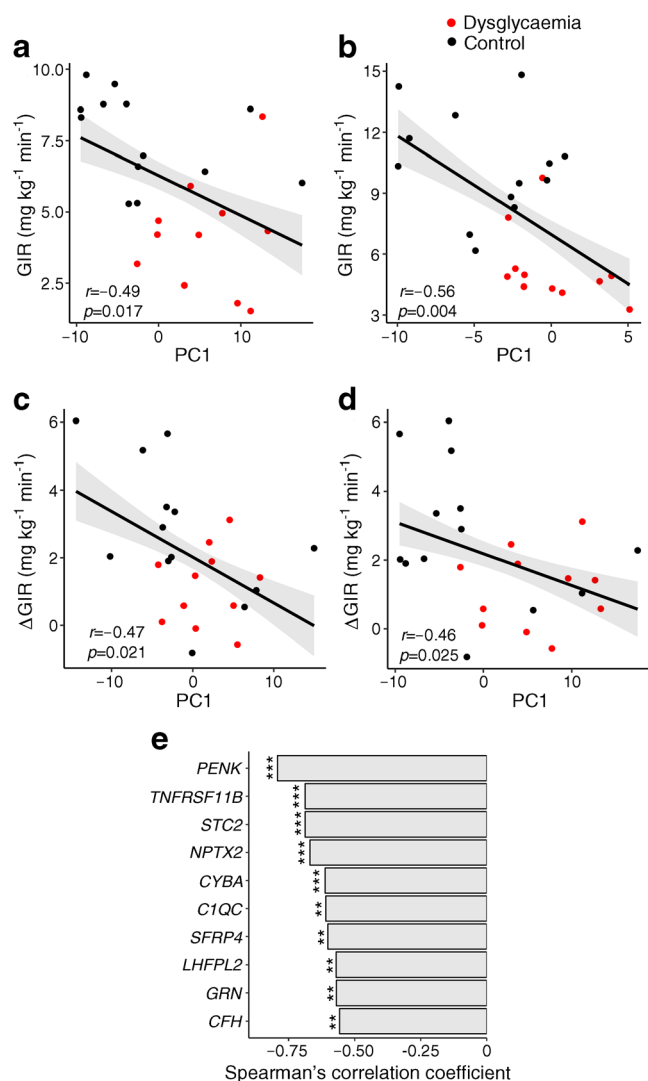 Dysglycaemia
Control
a
10.0
7.5
5.0
2.5
GIR (mg kg⁻¹ min⁻¹)
r=−0.49
p=0.017
−10
0
10
PC1
b
15
12
9
6
3
GIR (mg kg⁻¹ min⁻¹)
r=−0.56
p=0.004
−10
−5
0
5
PC1
c
6
4
2
0
ΔGIR (mg kg⁻¹ min⁻¹)
r=−0.47
p=0.021
−10
0
10
PC1
d
6
4
2
0
ΔGIR (mg kg⁻¹ min⁻¹)
r=−0.46
p=0.025
−10
0
10
PC1
e
PENK ***
TNFRSF11B ***
STC2 ***
NPTX2 ***
CYBA ***
C1QC **
SFRP4 **
LHFPL2 **
GRN **
CFH **
−0.75
−0.50
−0.25
0
Spearman's correlation coefficient